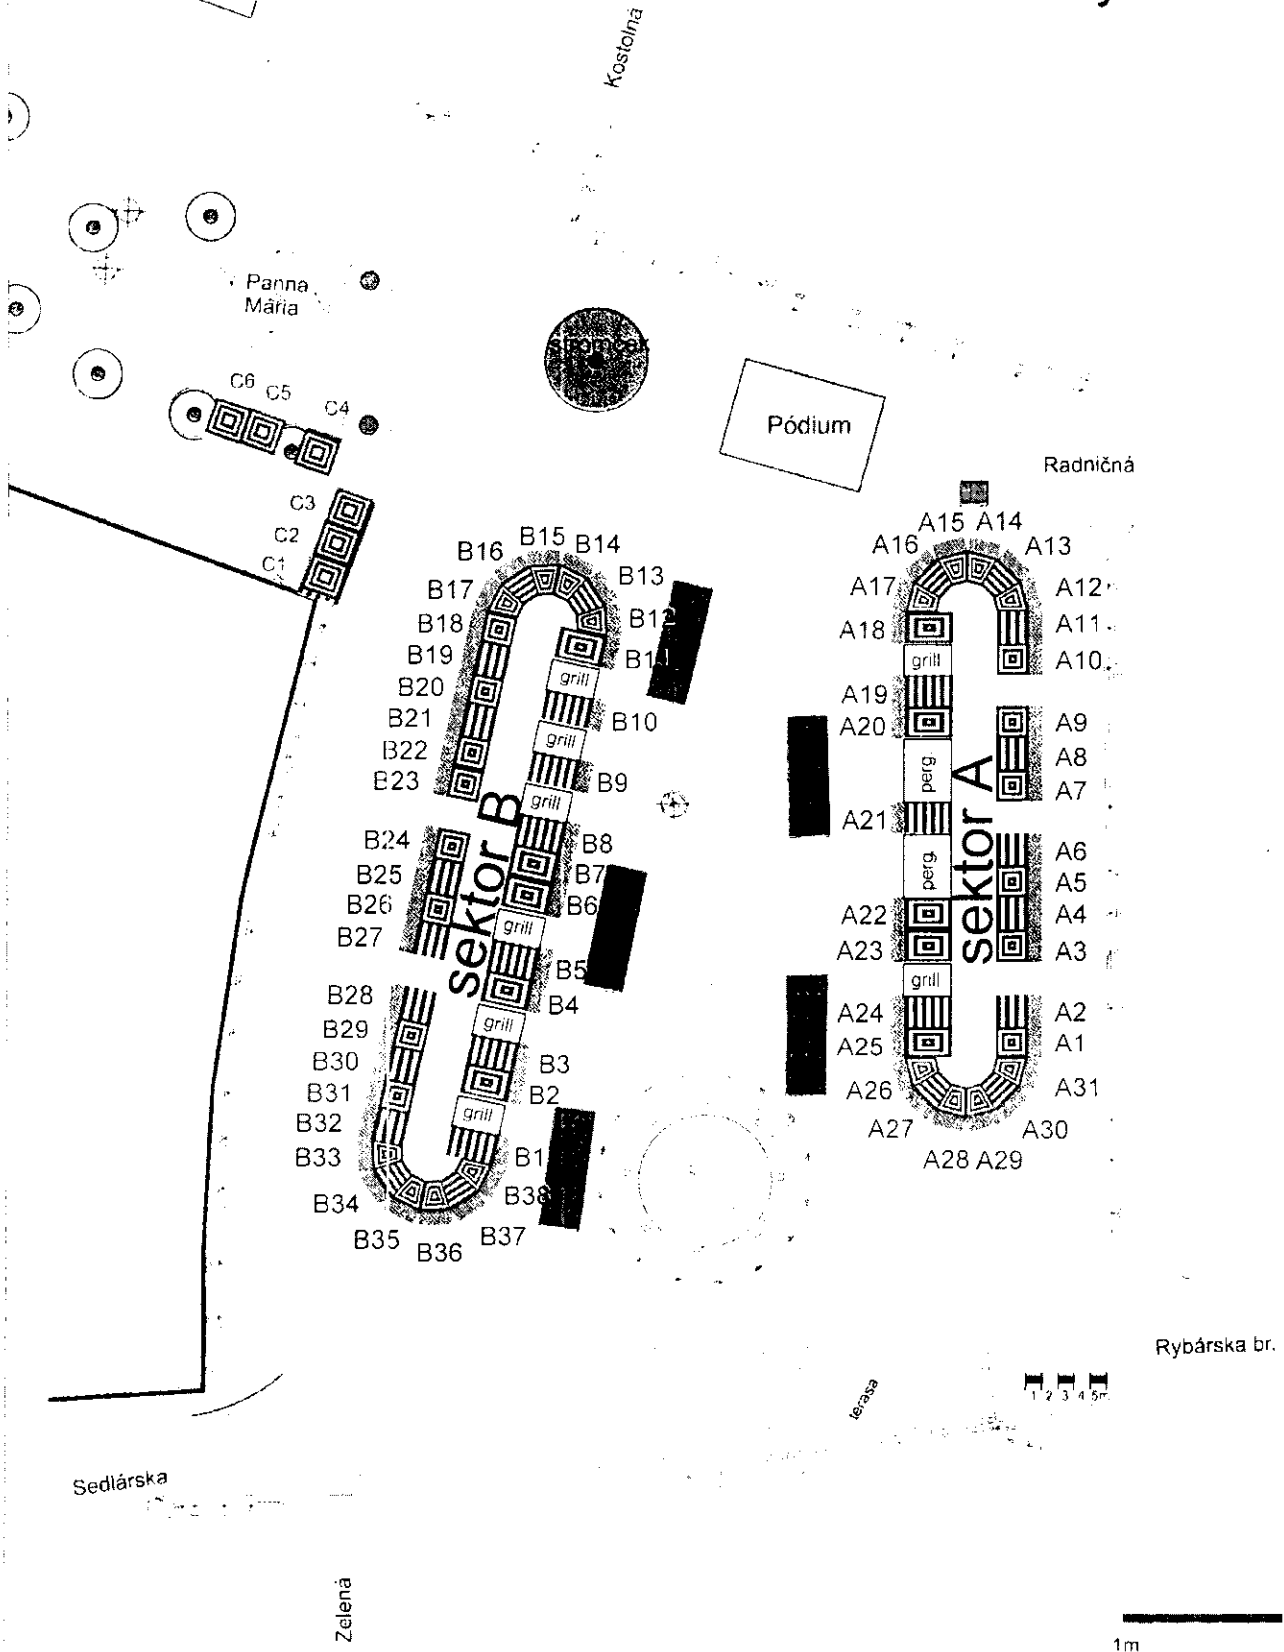 Kostolná
Panna
Mária
stromček
Pódium
Radničná
C6
C5
C4
C3
C2
C1
B15
B14
B16
B13
B17
B12
B18
B11
B19
grill
B20
B10
B21
grill
B22
B9
B23
grill
B24
B8
B25
B7
B26
B6
B27
grill
sektor B
B5
B28
B4
B29
grill
B30
B3
B31
B2
B32
grill
B33
B1
B34
B38
B35
B37
B36
A15
A14
A16
A13
A17
A12
A18
A11
grill
A10
A19
A20
A9
perg.
A8
A7
A21
sektor A
perg.
A6
A5
A22
A4
A23
A3
grill
A24
A2
A25
A1
A26
A31
A27
A30
A28
A29
Rybárska br.
1 2 3 4 5m
terasa
Sedlárska
Zelená
1m